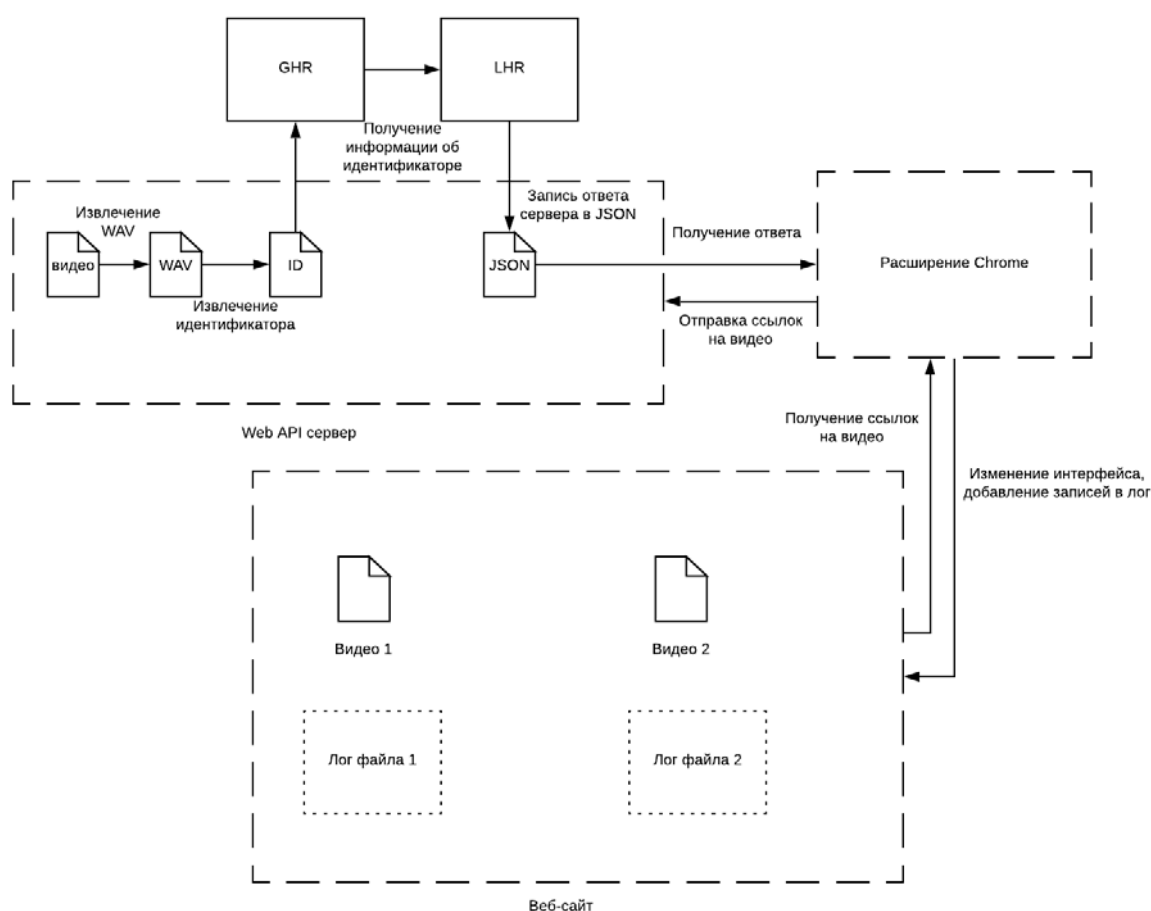 GHR
LHR
Получение
информации об
идентификаторе
Извлечение
WAV
Запись ответа
сервера в JSON
видео
WAV
ID
JSON
Извлечение
идентификатора
Получение ответа
Расширение Chrome
Отправка ссылок
на видео
Web API сервер
Получение ссылок
на видео
Изменение интерфейса,
добавление записей в лог
Видео 1
Видео 2
Лог файла 1
Лог файла 2
Веб-сайт